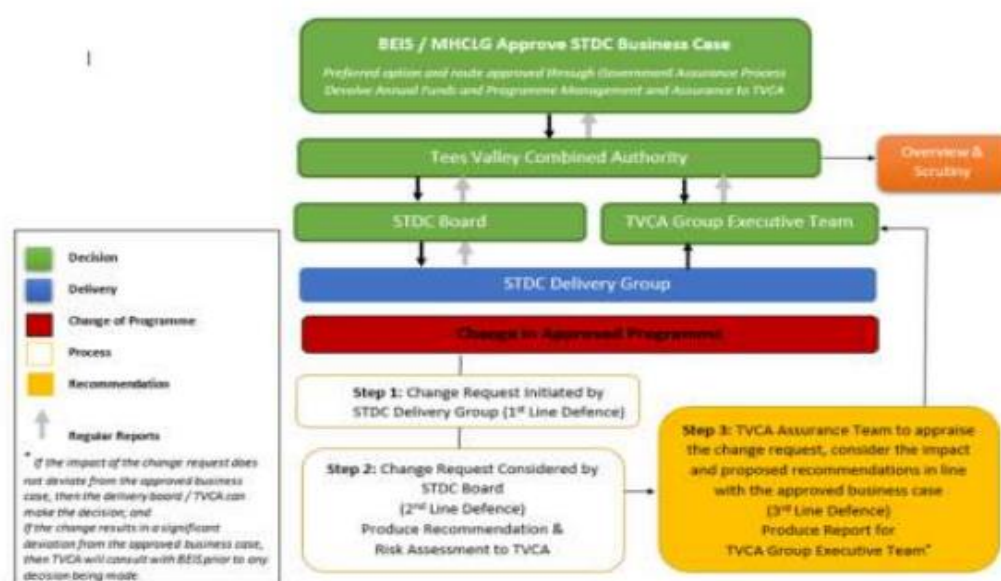 BEIS / MHCLG Approve STDC Business Case
Preferred option and route approved through Government Assurance Process
Devolve Annual Funds and Programme Management and Assurance to TVCA
Tees Valley Combined Authority
Overview &
Scrutiny
STDC Board
TVCA Group Executive Team
STDC Delivery Group
Change in Approved Programme
Decision
Delivery
Change of Programme
Process
Recommendation
Regular Reports
* If the impact of the change request does
not deviate from the approved business
case, then the delivery board / TVCA can
make the decision; and
If the change results in a significant
deviation from the approved business case,
then TVCA will consult with BEIS prior to any
decision being made.
Step 1: Change Request Initiated by
STDC Delivery Group (1st Line Defence)
Step 2: Change Request Considered by
STDC Board
(2nd Line Defence)
Produce Recommendation &
Risk Assessment to TVCA
Step 3: TVCA Assurance Team to appraise
the change request, consider the impact
and proposed recommendations in line
with the approved business case
(3rd Line Defence)
Produce Report for
TVCA Group Executive Team*